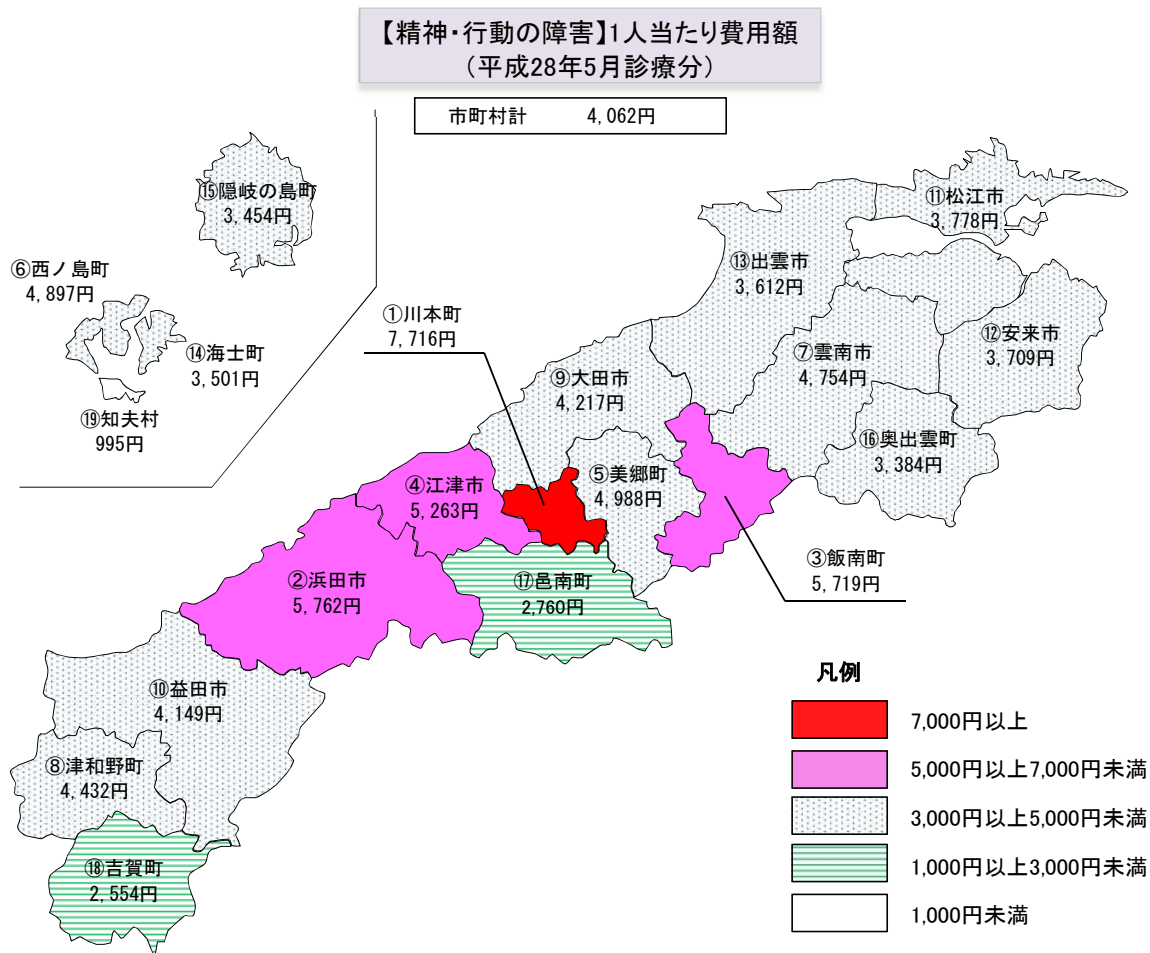 【精神・行動の障害】1人当たり費用額
（平成28年5月診療分）
市町村計 4,062円
⑮隠岐の島町
3,454円
⑥西ノ島町
4,897円
⑭海士町
3,501円
⑲知夫村
995円
⑪松江市
3,778円
⑬出雲市
3,612円
①川本町
7,716円
⑫安来市
3,709円
⑦雲南市
4,754円
⑨大田市
4,217円
⑯奥出雲町
3,384円
⑤美郷町
4,988円
④江津市
5,263円
③飯南町
5,719円
②浜田市
5,762円
⑰邑南町
2,760円
⑩益田市
4,149円
⑧津和野町
4,432円
⑱吉賀町
2,554円
凡例
7,000円以上
5,000円以上7,000円未満
3,000円以上5,000円未満
1,000円以上3,000円未満
1,000円未満